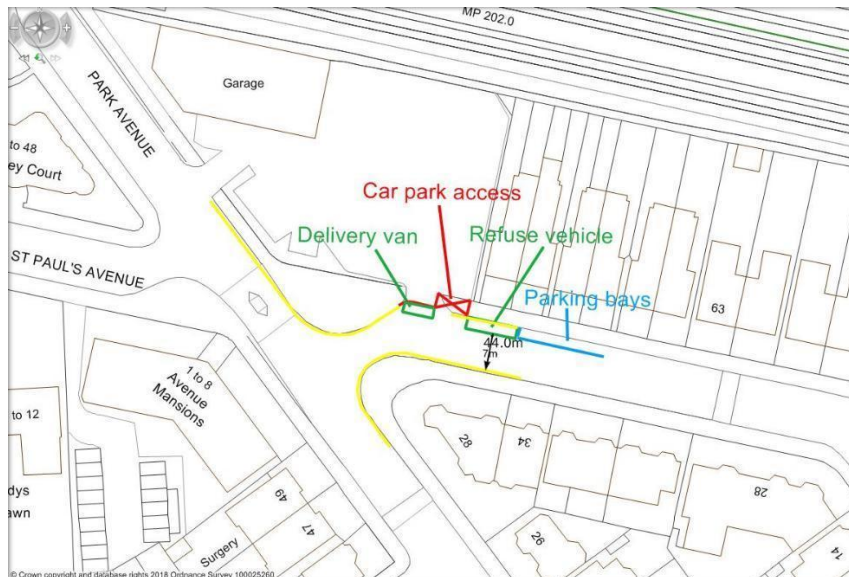 MP 202.0
PARK AVENUE
Garage
to 48
ey Court
Car park access
Delivery van
Refuse vehicle
ST PAUL'S AVENUE
Parking bays
63
44.0m
7m
1 to 8
Avenue
Mansions
to 12
28
34
28
49
47
dys
awn
Surgery
26
14
© Crown copyright and database rights 2018 Ordnance Survey 100025260